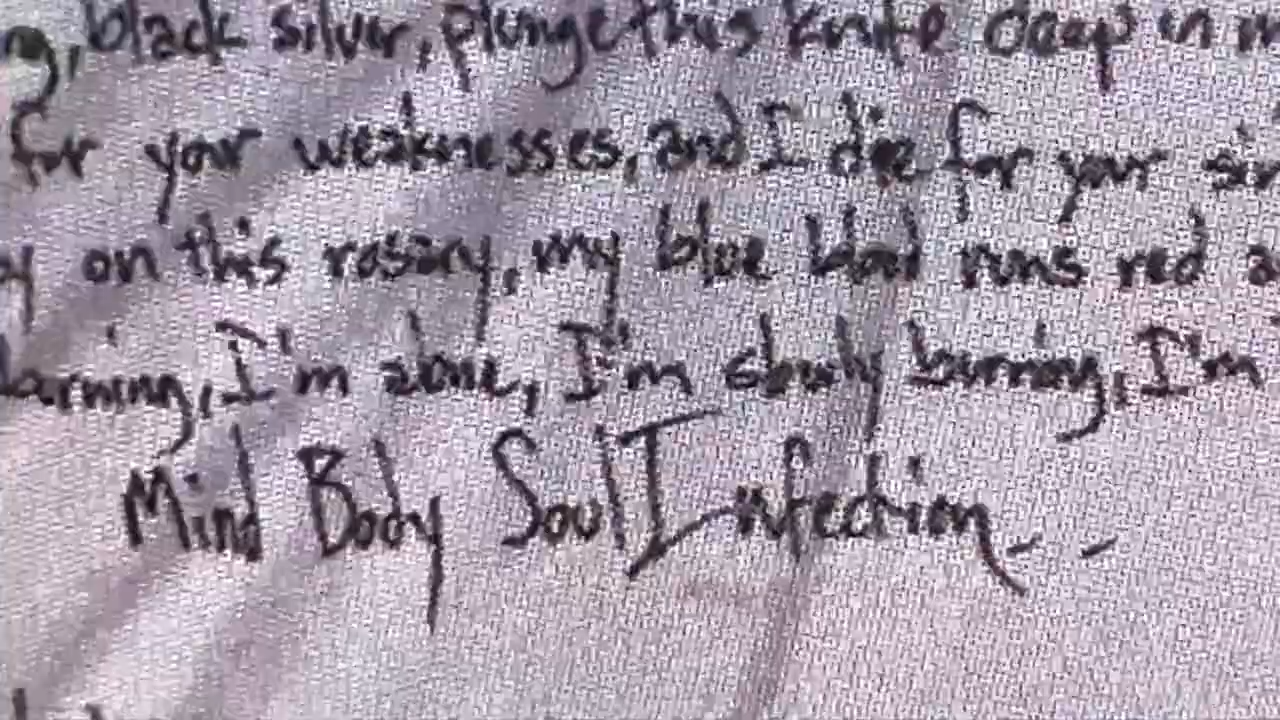 black silver, plunge this knife deep in
for your weaknesses, and I die for your
on this rosary, my blue blood runs red
I'm alone, I'm slowly burning, I'm
Mind Body Soul Infection - -